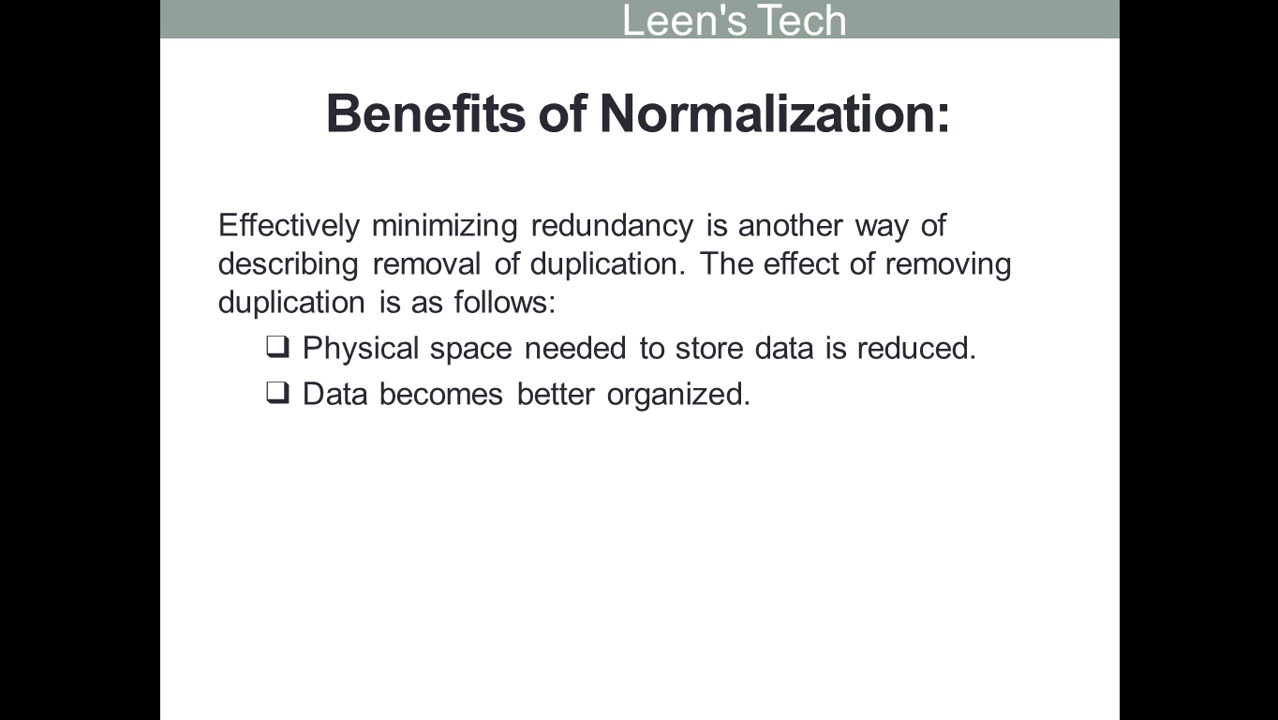 Leen's Tech
Benefits of Normalization:
Effectively minimizing redundancy is another way of
describing removal of duplication. The effect of removing
duplication is as follows:
❑ Physical space needed to store data is reduced.
❑ Data becomes better organized.